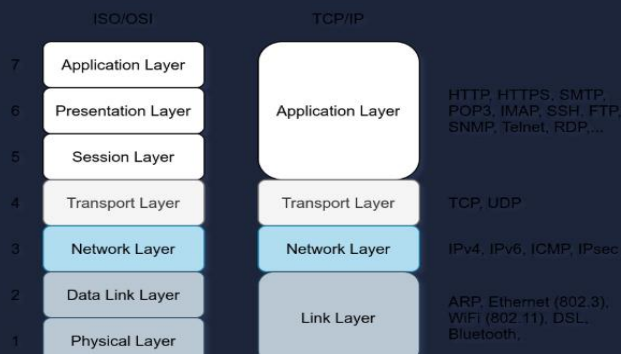 ISO/OSI
TCP/IP
7
Application Layer
6
Presentation Layer
Application Layer
HTTP, HTTPS, SMTP,
POP3, IMAP, SSH, FTP,
SNMP, Telnet, RDP,...
5
Session Layer
4
Transport Layer
Transport Layer
TCP, UDP
3
Network Layer
Network Layer
IPv4, IPv6, ICMP, IPsec
2
Data Link Layer
Link Layer
ARP, Ethernet (802.3),
WiFi (802.11), DSL,
Bluetooth,
1
Physical Layer